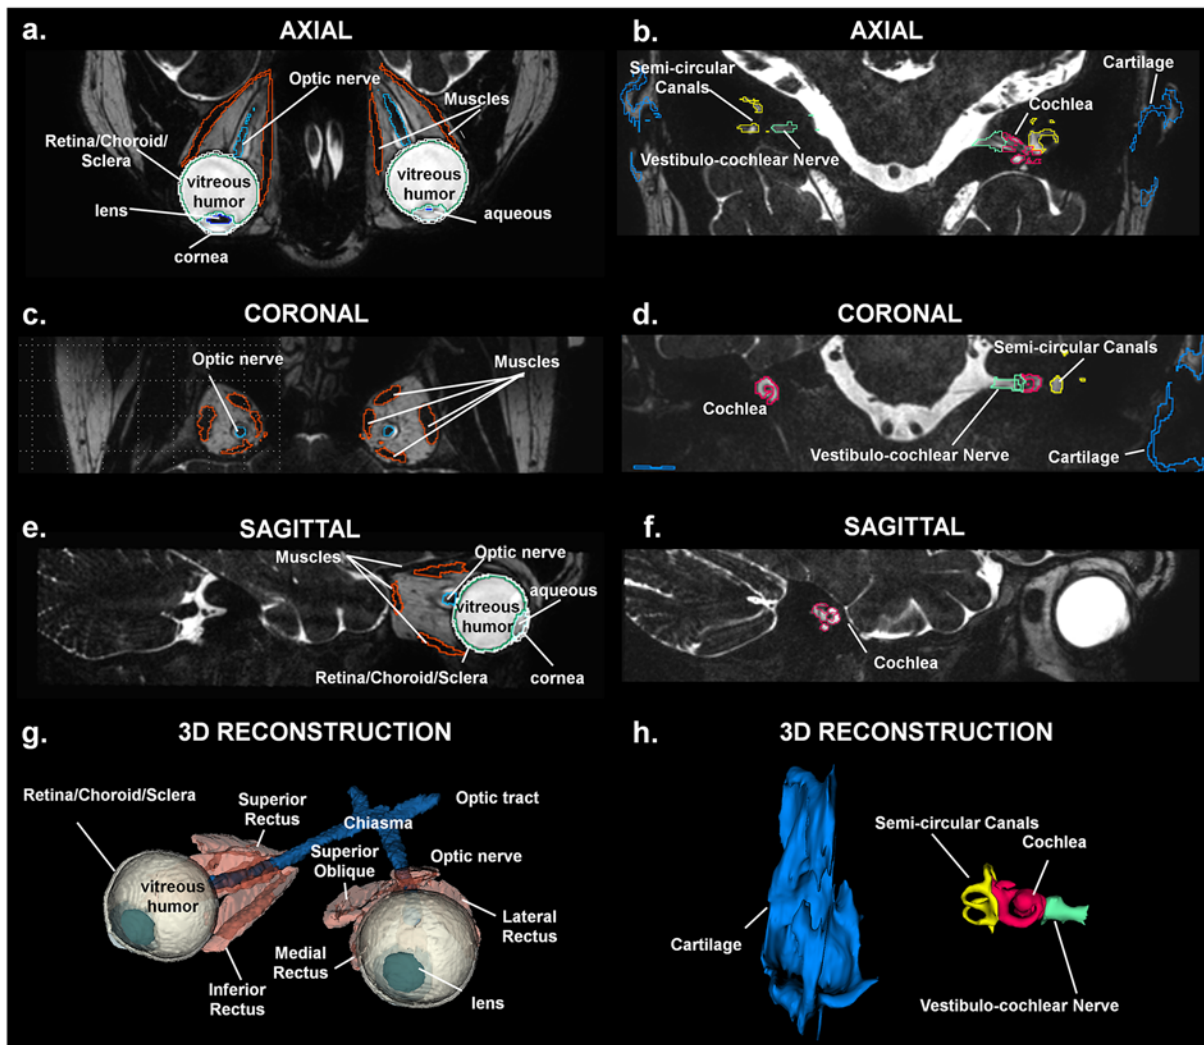 a.
AXIAL
Optic nerve
Muscles
Retina/Choroid/
Sclera
vitreous
humor
vitreous
humor
lens
aqueous
cornea
b.
AXIAL
Semi-circular
Canals
Cartilage
Cochlea
Vestibulo-cochlear Nerve
c.
CORONAL
Optic nerve
Muscles
d.
CORONAL
Semi-circular Canals
Cochlea
Vestibulo-cochlear Nerve
Cartilage
e.
SAGITTAL
Muscles
Optic nerve
aqueous
vitreous
humor
Retina/Choroid/Sclera
cornea
f.
SAGITTAL
Cochlea
g.
3D RECONSTRUCTION
Retina/Choroid/Sclera
Superior
Rectus
Optic tract
Chiasma
Superior
Oblique
Optic nerve
vitreous
humor
Lateral
Rectus
Medial
Rectus
Inferior
Rectus
lens
h.
3D RECONSTRUCTION
Semi-circular Canals
Cochlea
Cartilage
Vestibulo-cochlear Nerve